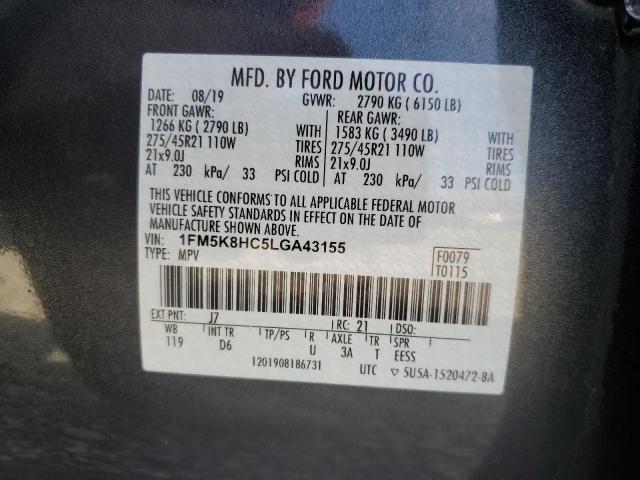 MFD. BY FORD MOTOR CO.
DATE: 08/19 GVWR: 2790 KG ( 6150 LB)
FRONT GAWR: REAR GAWR:
1266 KG ( 2790 LB) WITH 1583 KG ( 3490 LB) WITH
275/45R21 110W TIRES 275/45R21 110W TIRES
21x9.0J RIMS 21x9.0J RIMS
AT 230 kPa/ 33 PSI COLD AT 230 kPa/ 33 PSI COLD
THIS VEHICLE CONFORMS TO ALL APPLICABLE FEDERAL MOTOR
VEHICLE SAFETY STANDARDS IN EFFECT ON THE DATE OF
MANUFACTURE SHOWN ABOVE.
VIN: 1FM5K8HC5LGA43155 F0079
TYPE: MPV T0115
EXT PNT: J7 RC: 21 DSO:
WB INT TR TP/PS R AXLE TR SPR
119 D6 U 3A T EESS
1201908186731 UTC ▽ 5USA-1520472-BA